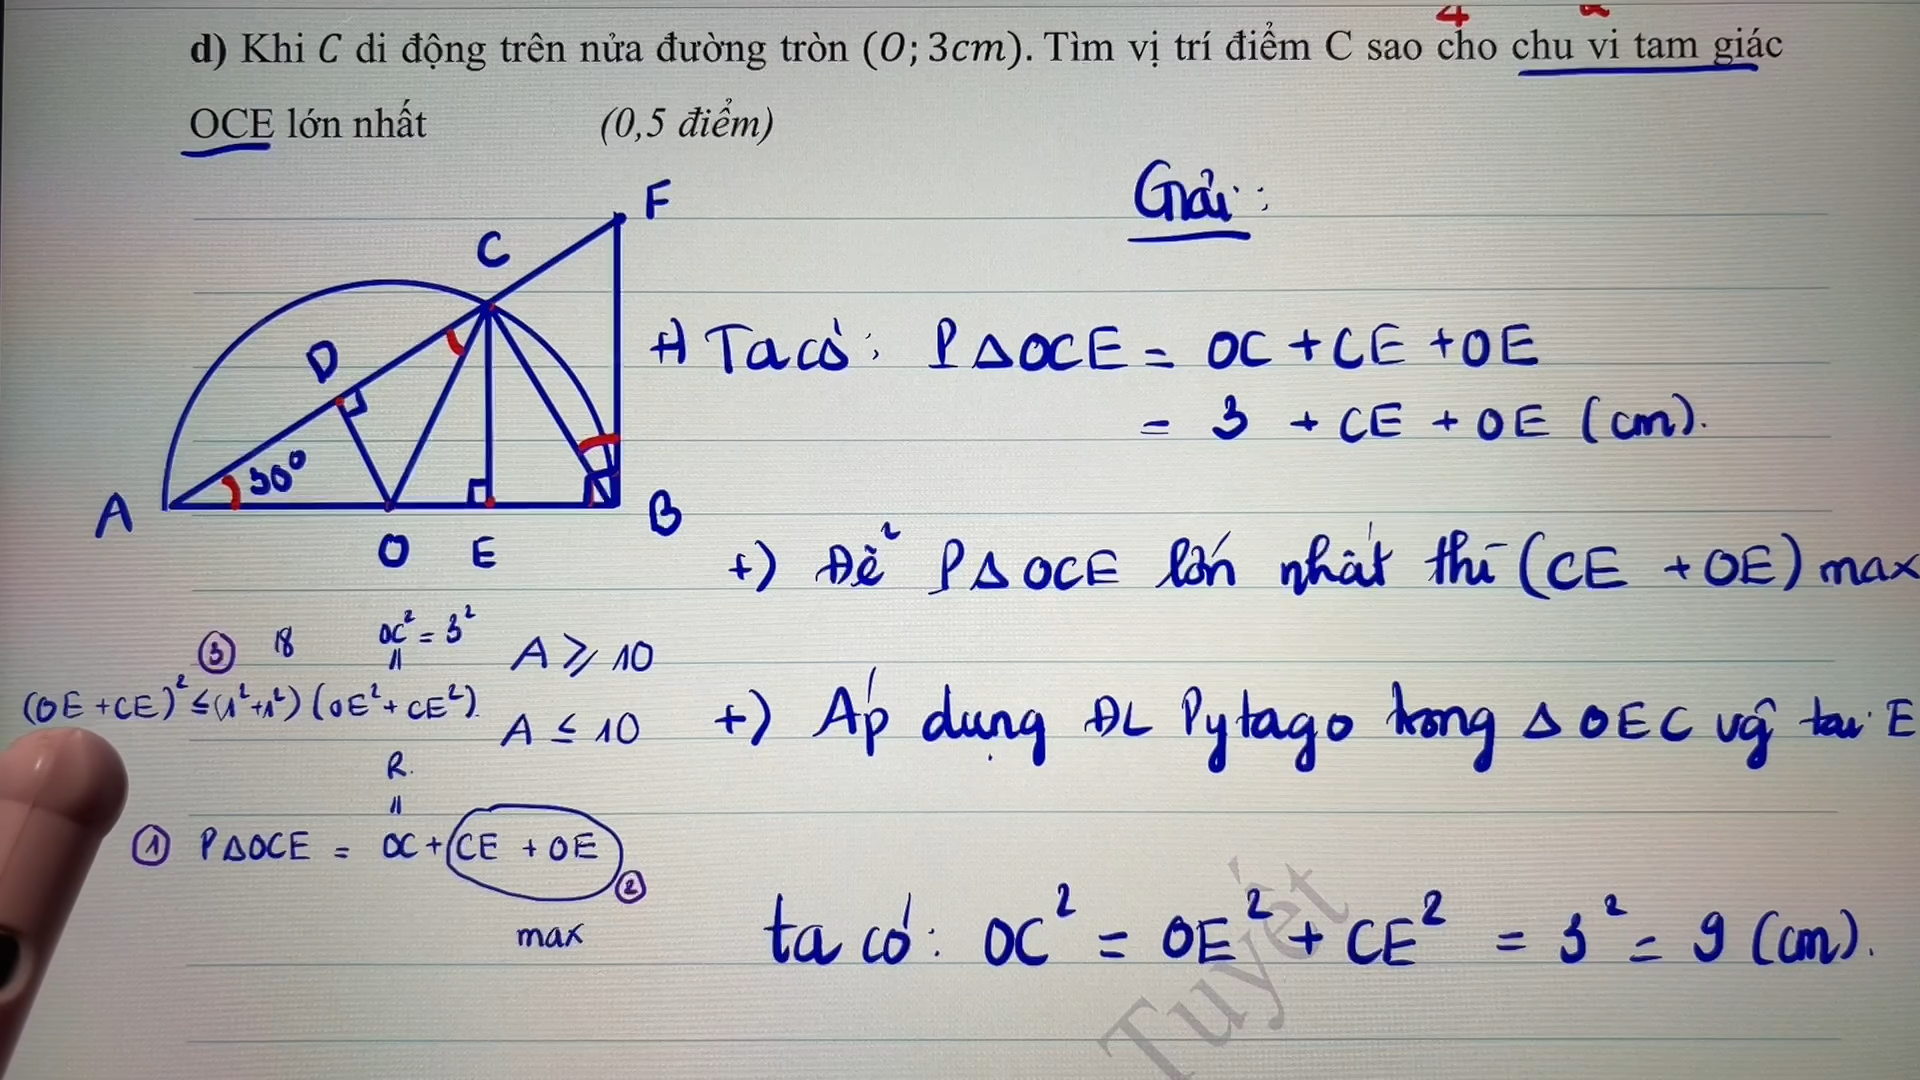 d) Khi C di động trên nửa đường tròn (O; 3cm). Tìm vị trí điểm C sao cho chu vi tam giác
OCE lớn nhất (0,5 điểm)
Giải:
F
C
D
30°
A
O
E
B
+) Ta có: P△OCE = OC + CE + OE
= 3 + CE + OE (cm).
+) Để P△OCE lớn nhất thì (CE + OE) max
+) Áp dụng ĐL Pytago trong △OEC vg tại E
ta có: OC² = OE² + CE² = 3² = 9 (cm).
③ 18 OC² = 3²
(OE + CE)² ≤ (1² + 1²) (OE² + CE²).
A ≥ 10
A ≤ 10
R.
① P△OCE = OC + CE + OE ②
max
Tuyết